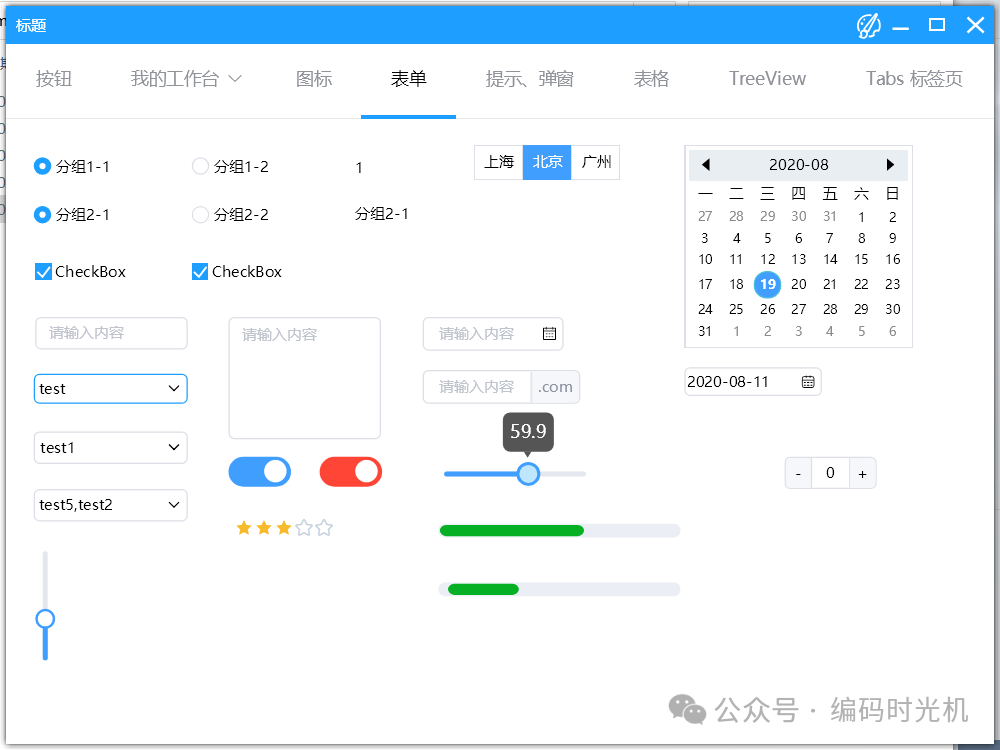 标题
按钮 我的工作台 图标 表单 提示、弹窗 表格 TreeView Tabs 标签页
分组1-1 分组1-2 1
上海 北京 广州
分组2-1 分组2-2 分组2-1
CheckBox CheckBox
2020-08
一 二 三 四 五 六 日
27 28 29 30 31 1 2
3 4 5 6 7 8 9
10 11 12 13 14 15 16
17 18 19 20 21 22 23
24 25 26 27 28 29 30
31 1 2 3 4 5 6
请输入内容 请输入内容 请输入内容
test 请输入内容 .com 2020-08-11
59.9
test1
- 0 +
test5,test2
公众号 · 编码时光机